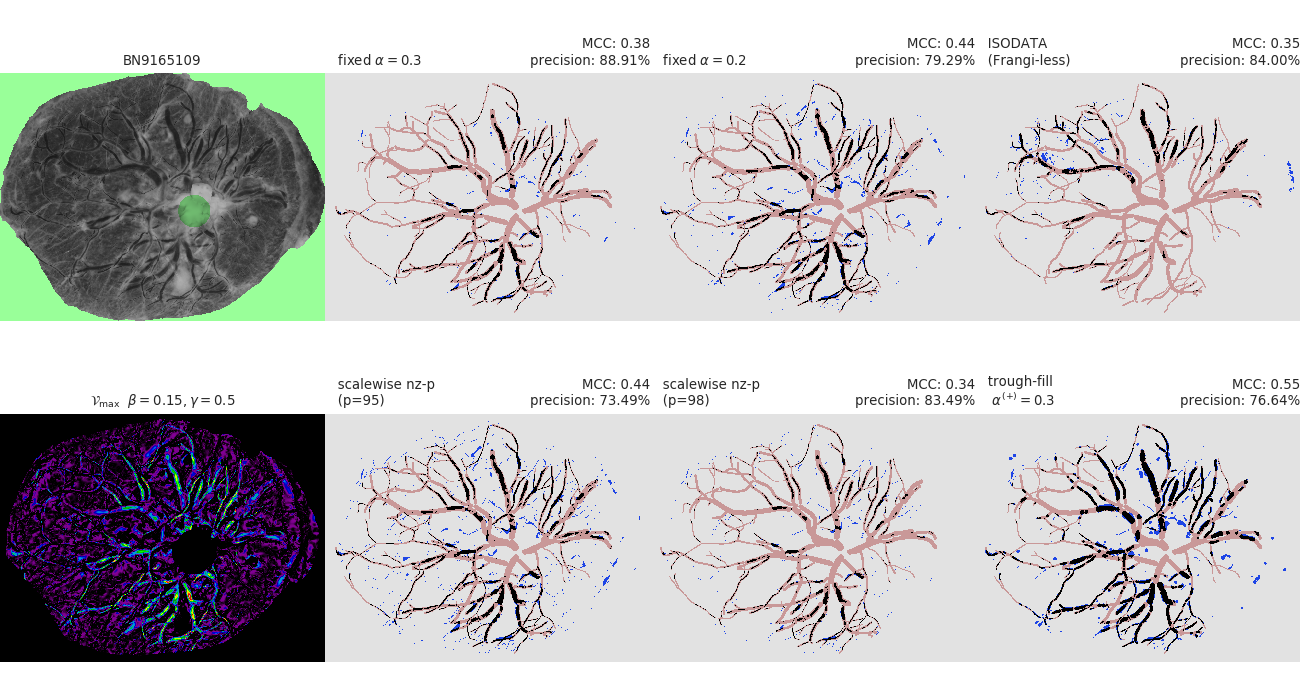 BN9165109
fixed α = 0.3
MCC: 0.38
precision: 88.91%
fixed α = 0.2
MCC: 0.44
precision: 79.29%
ISODATA
(Frangi-less)
MCC: 0.35
precision: 84.00%
𝒱max β = 0.15, γ = 0.5
scalewise nz-p
(p=95)
MCC: 0.44
precision: 73.49%
scalewise nz-p
(p=98)
MCC: 0.34
precision: 83.49%
trough-fill
α(+) = 0.3
MCC: 0.55
precision: 76.64%